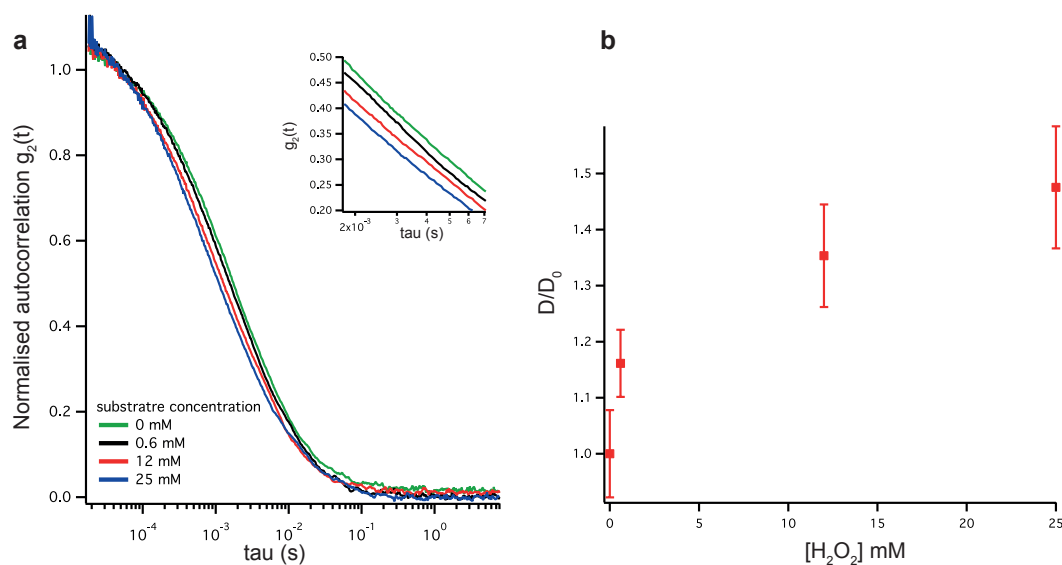 a
Normalised autocorrelation g₂(t)
1.0
0.8
0.6
0.4
0.2
0.0
10⁻⁴
10⁻³
10⁻²
10⁻¹
10⁰
tau (s)
substratre concentration
0 mM
0.6 mM
12 mM
25 mM
g₂(t)
0.50
0.45
0.40
0.35
0.30
0.25
0.20
2x10⁻³
3
4
5
6
7
tau (s)
b
D/D₀
1.5
1.4
1.3
1.2
1.1
1.0
0
5
10
15
20
25
[H₂O₂] mM